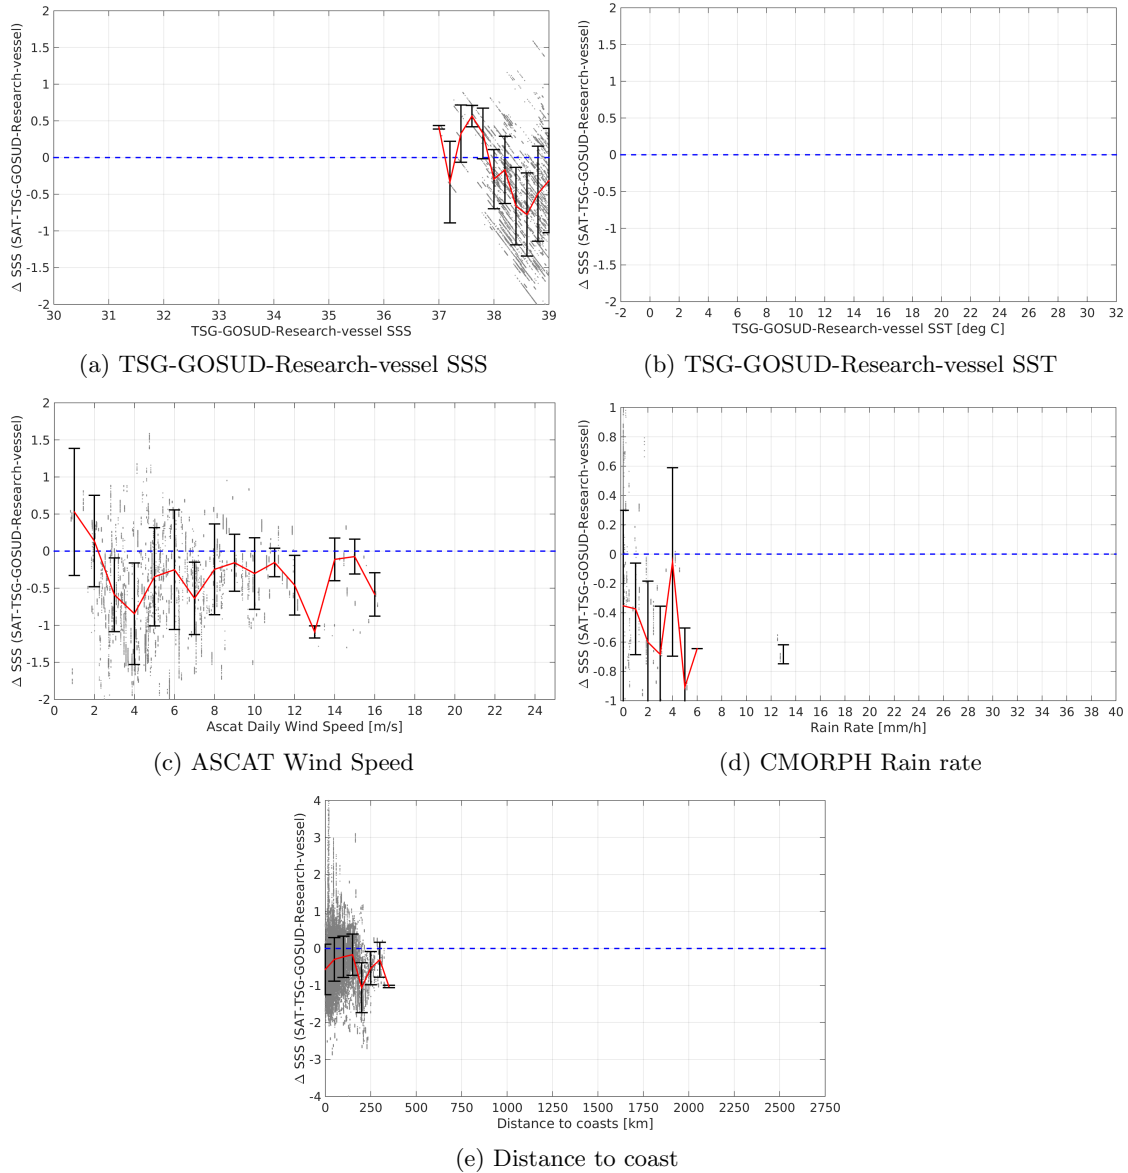 Δ SSS (SAT-TSG-GOSUD-Research-vessel)
2
1.5
1
0.5
0
-0.5
-1
-1.5
-2
30 31 32 33 34 35 36 37 38 39
TSG-GOSUD-Research-vessel SSS
(a) TSG-GOSUD-Research-vessel SSS
Δ SSS (SAT-TSG-GOSUD-Research-vessel)
2
1.5
1
0.5
0
-0.5
-1
-1.5
-2
-2 0 2 4 6 8 10 12 14 16 18 20 22 24 26 28 30 32
TSG-GOSUD-Research-vessel SST [deg C]
(b) TSG-GOSUD-Research-vessel SST
Δ SSS (SAT-TSG-GOSUD-Research-vessel)
2
1.5
1
0.5
0
-0.5
-1
-1.5
-2
0 2 4 6 8 10 12 14 16 18 20 22 24
Ascat Daily Wind Speed [m/s]
(c) ASCAT Wind Speed
Δ SSS (SAT-TSG-GOSUD-Research-vessel)
1
0.8
0.6
0.4
0.2
0
-0.2
-0.4
-0.6
-0.8
-1
0 2 4 6 8 10 12 14 16 18 20 22 24 26 28 30 32 34 36 38 40
Rain Rate [mm/h]
(d) CMORPH Rain rate
Δ SSS (SAT-TSG-GOSUD-Research-vessel)
4
3
2
1
0
-1
-2
-3
-4
0 250 500 750 1000 1250 1500 1750 2000 2250 2500 2750
Distance to coasts [km]
(e) Distance to coast